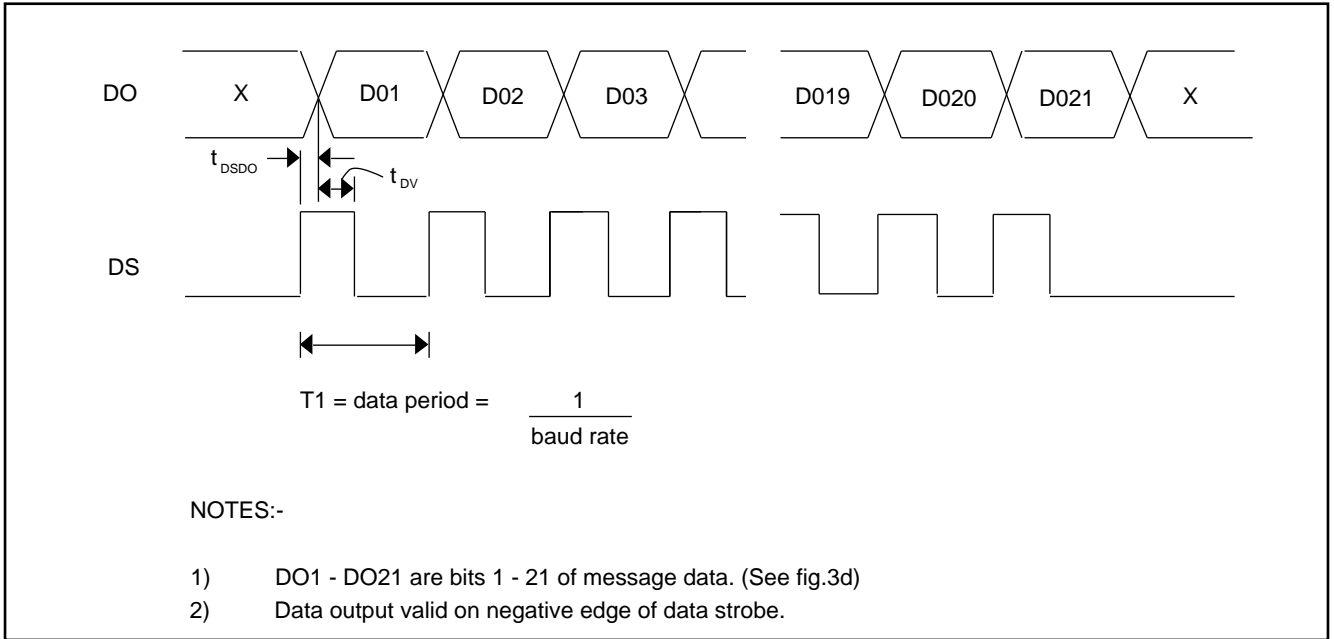 DO X D01 D02 D03 D019 D020 D021 X
t DSDO
t DV
DS
T1 = data period = 1
baud rate
NOTES:-
1) DO1 - DO21 are bits 1 - 21 of message data. (See fig.3d)
2) Data output valid on negative edge of data strobe.